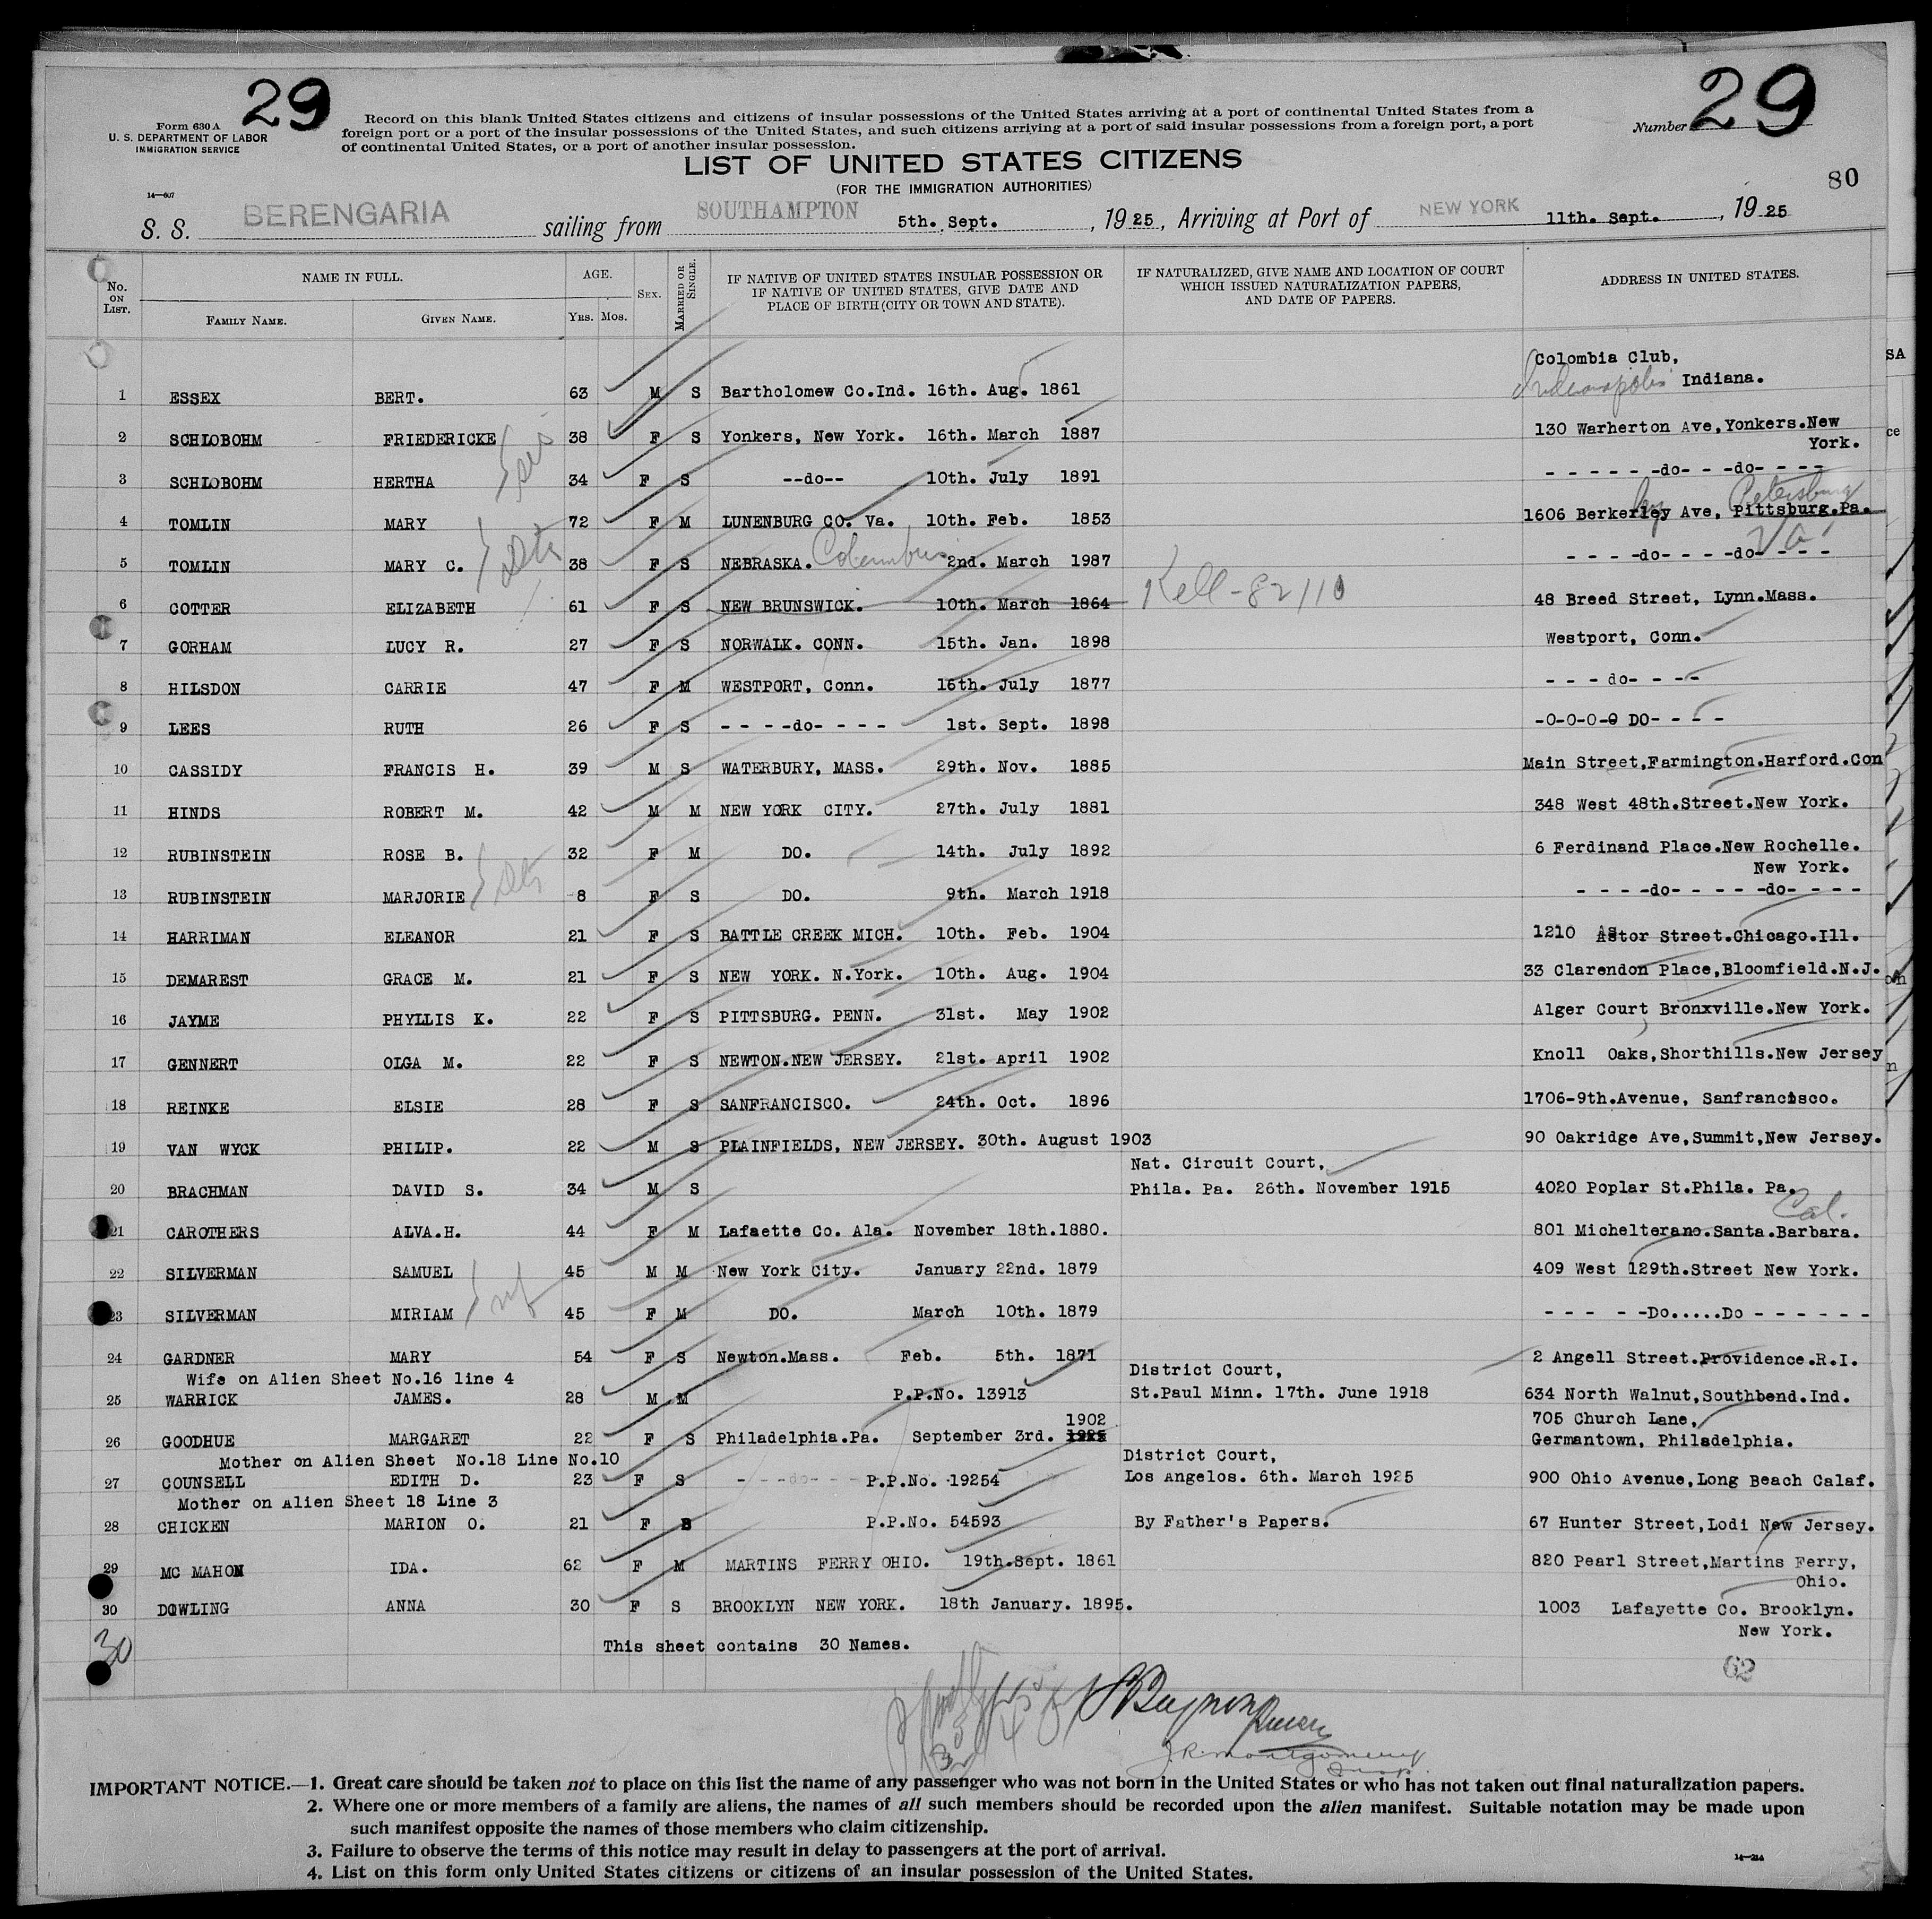 29
29
Form 630 A
U. S. DEPARTMENT OF LABOR
IMMIGRATION SERVICE
14—607
Record on this blank United States citizens and citizens of insular possessions of the United States arriving at a port of continental United States from a
foreign port or a port of the insular possessions of the United States, and such citizens arriving at a port of said insular possessions from a foreign port, a port
of continental United States, or a port of another insular possession.
Number
LIST OF UNITED STATES CITIZENS
(FOR THE IMMIGRATION AUTHORITIES)
80
S. S. BERENGARIA sailing from SOUTHAMPTON 5th. Sept. , 1925, Arriving at Port of NEW YORK 11th. Sept. , 1925
No. ON LIST. NAME IN FULL. AGE. SEX. MARRIED OR SINGLE. IF NATIVE OF UNITED STATES INSULAR POSSESSION OR IF NATIVE OF UNITED STATES, GIVE DATE AND PLACE OF BIRTH (CITY OR TOWN AND STATE). IF NATURALIZED, GIVE NAME AND LOCATION OF COURT WHICH ISSUED NATURALIZATION PAPERS, AND DATE OF PAPERS. ADDRESS IN UNITED STATES.
FAMILY NAME. GIVEN NAME. YRS. MOS.
Colombia Club,
1 ESSEX BERT. 63 M S Bartholomew Co.Ind. 16th. Aug. 1861 Indianapolis Indiana.
2 SCHLOBOHM FRIEDERICKE 38 F S Yonkers, New York. 16th. March 1887 130 Warherton Ave,Yonkers.New
York.
sis
3 SCHLOBOHM HERTHA 34 F S --do-- 10th. July 1891 - - - - - -do- - -do- - - -
Petersburg
4 TOMLIN MARY 72 F M LUNENBURG CO. Va. 10th. Feb. 1853 1606 Berkerley Ave, Pittsburg.Pa.
Va.
5 TOMLIN MARY C. 38 F S NEBRASKA. Columbus 2nd. March 1987 - - - -do- - - -do- - - -
6 COTTER ELIZABETH 61 F S NEW BRUNSWICK. 10th. March 1864 48 Breed Street, Lynn.Mass.
7 GORHAM LUCY R. 27 F S NORWALK. CONN. 15th. Jan. 1898 Westport, Conn.
8 HILSDON CARRIE 47 F M WESTPORT, Conn. 16th. July 1877 - - - do- - - -
9 LEES RUTH 26 F S - - - -do- - - - 1st. Sept. 1898 -0-0-0-0 DO- - - -
10 CASSIDY FRANCIS H. 39 M S WATERBURY, MASS. 29th. Nov. 1885 Main Street,Farmington.Harford.Con
11 HINDS ROBERT M. 42 M M NEW YORK CITY. 27th. July 1881 348 West 48th.Street.New York.
12 RUBINSTEIN ROSE B. 32 F M DO. 14th. July 1892 6 Ferdinand Place.New Rochelle.
New York.
13 RUBINSTEIN MARJORIE 8 F S DO. 9th. March 1918 - - - -do- - - - -do- - - -
14 HARRIMAN ELEANOR 21 F S BATTLE CREEK MICH. 10th. Feb. 1904 1210 Astor Street.Chicago.Ill.
15 DEMAREST GRACE M. 21 F S NEW YORK. N.York. 10th. Aug. 1904 33 Clarendon Place,Bloomfield.N.J.
16 JAYME PHYLLIS K. 22 F S PITTSBURG. PENN. 31st. May 1902 Alger Court Bronxville.New York.
17 GENNERT OLGA M. 22 F S NEWTON.NEW JERSEY. 21st. April 1902 Knoll Oaks,Shorthills.New Jersey
18 REINKE ELSIE 28 F S SANFRANCISCO. 24th. Oct. 1896 1706-9th.Avenue, Sanfrancisco.
19 VAN WYCK PHILIP. 22 M S PLAINFIELDS, NEW JERSEY. 30th. August 1903 90 Oakridge Ave,Summit,New Jersey.
Nat. Circuit Court,
20 BRACHMAN DAVID S. 34 M S Phila. Pa. 26th. November 1915 4020 Poplar St.Phila. Pa.
Cal.
21 CAROTHERS ALVA.H. 44 F M Lafaette Co. Ala. November 18th.1880. 801 Michelterano.Santa.Barbara.
22 SILVERMAN SAMUEL 45 M M New York City. January 22nd. 1879 409 West 129th.Street New York.
23 SILVERMAN MIRIAM 45 F M DO. March 10th. 1879 - - - - -Do.....Do - - - - - -
24 GARDNER MARY 54 F S Newton.Mass. Feb. 5th. 1871 2 Angell Street.Providence.R.I.
Wife on Alien Sheet No.16 line 4 District Court,
25 WARRICK JAMES. 28 M M P.P.No. 13913 St.Paul Minn. 17th. June 1918 634 North Walnut,Southbend.Ind.
1902 705 Church Lane,
26 GOODHUE MARGARET 22 F S Philadelphia.Pa. September 3rd. 1925 Germantown, Philadelphia.
Mother on Alien Sheet No.18 Line No.10 District Court,
27 COUNSELL EDITH D. 23 F S - - -do- - - P.P.No. 19254 Los Angelos. 6th. March 1925 900 Ohio Avenue,Long Beach Calaf.
Mother on Alien Sheet 18 Line 3
28 CHICKEN MARION O. 21 F S P.P.No. 54593 By Father's Papers. 67 Hunter Street,Lodi New Jersey.
29 MC MAHON IDA. 62 F M MARTINS FERRY OHIO. 19th.Sept. 1861 820 Pearl Street,Martins Ferry,
Ohio.
30 DOWLING ANNA 30 F S BROOKLYN NEW YORK. 18th January. 1895. 1003 Lafayette Co. Brooklyn.
New York.
30
This sheet contains 30 Names.
62
J.R. Montgomery
IMPORTANT NOTICE.—1. Great care should be taken not to place on this list the name of any passenger who was not born in the United States or who has not taken out final naturalization papers.
2. Where one or more members of a family are aliens, the names of all such members should be recorded upon the alien manifest. Suitable notation may be made upon
such manifest opposite the names of those members who claim citizenship.
3. Failure to observe the terms of this notice may result in delay to passengers at the port of arrival.
4. List on this form only United States citizens or citizens of an insular possession of the United States.
14—214